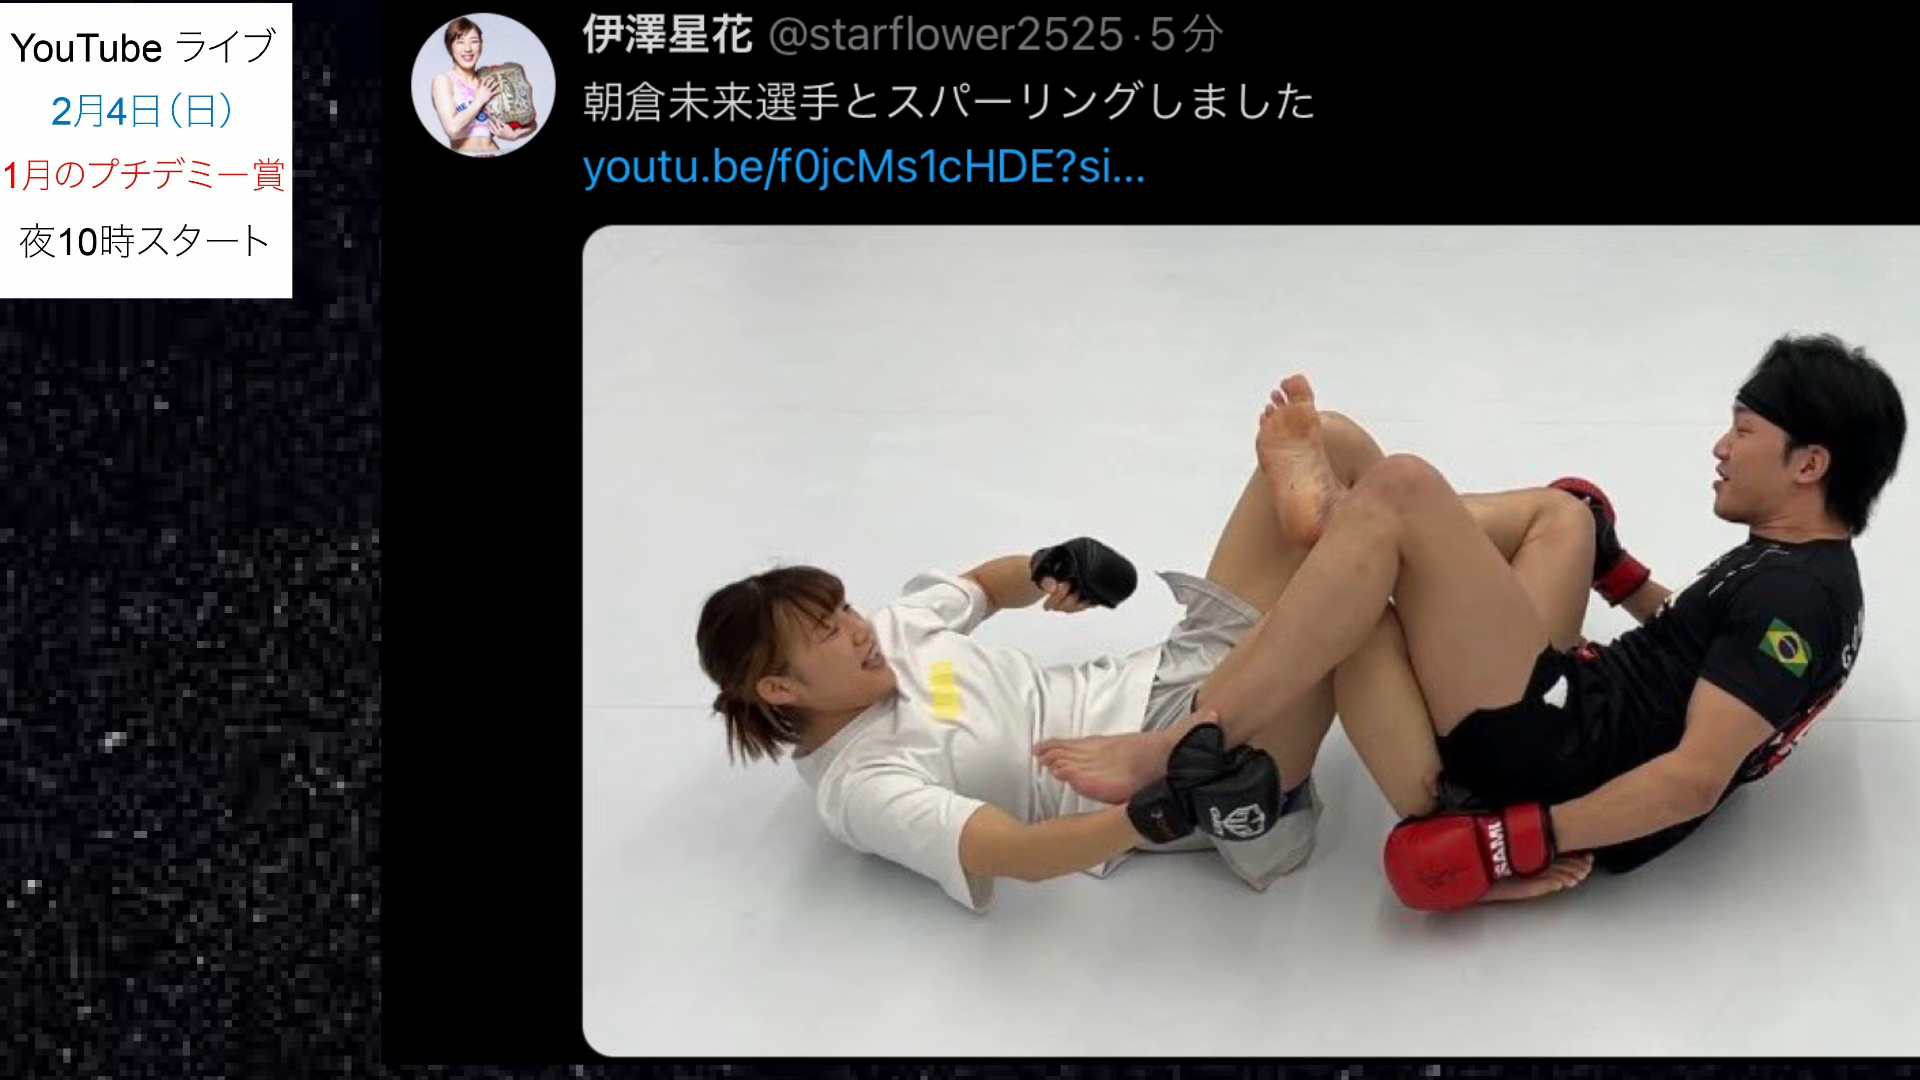 YouTube ライブ
2月4日(日)
1月のプチデミー賞
夜10時スタート
伊澤星花 @starflower2525 · 5分
朝倉未来選手とスパーリングしました
youtu.be/f0jcMs1cHDE?si...